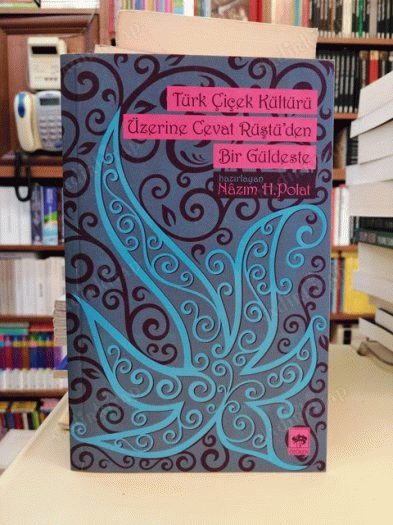 Türk Çiçek Kültürü
Üzerine Cevat Rüştü'den
Bir Güldeste
hazırlayan
Nâzım H. Polat